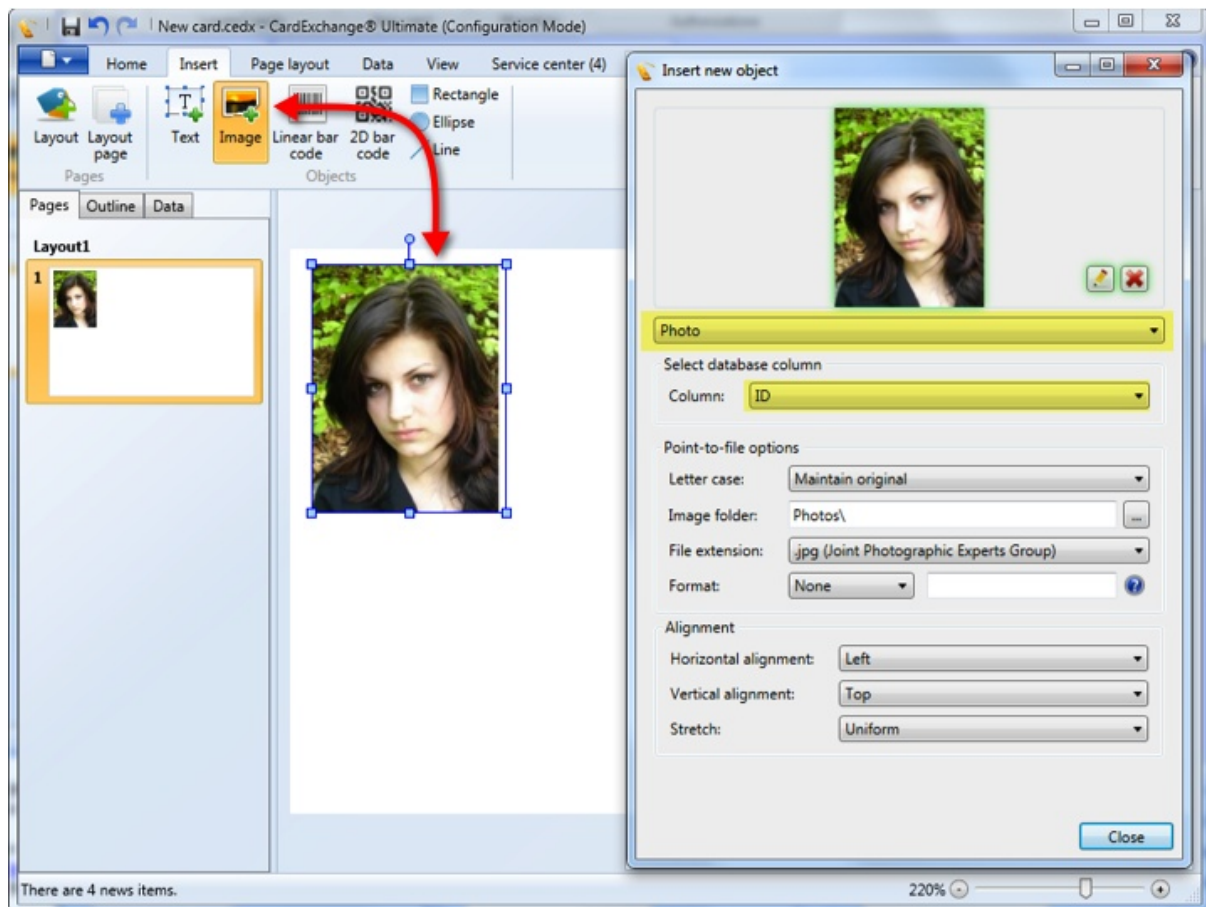 New card.cedx - CardExchange® Ultimate (Configuration Mode)
Home Insert Page layout Data View Service center (4)
Layout
Layout page
Text
Image
Linear bar code
2D bar code
Rectangle
Ellipse
Line
Pages
Objects
Pages Outline Data
Layout1
1
Insert new object
Photo
Select database column
Column: ID
Point-to-file options
Letter case: Maintain original
Image folder: Photos\ ...
File extension: .jpg (Joint Photographic Experts Group)
Format: None ?
Alignment
Horizontal alignment: Left
Vertical alignment: Top
Stretch: Uniform
Close
There are 4 news items.
220%